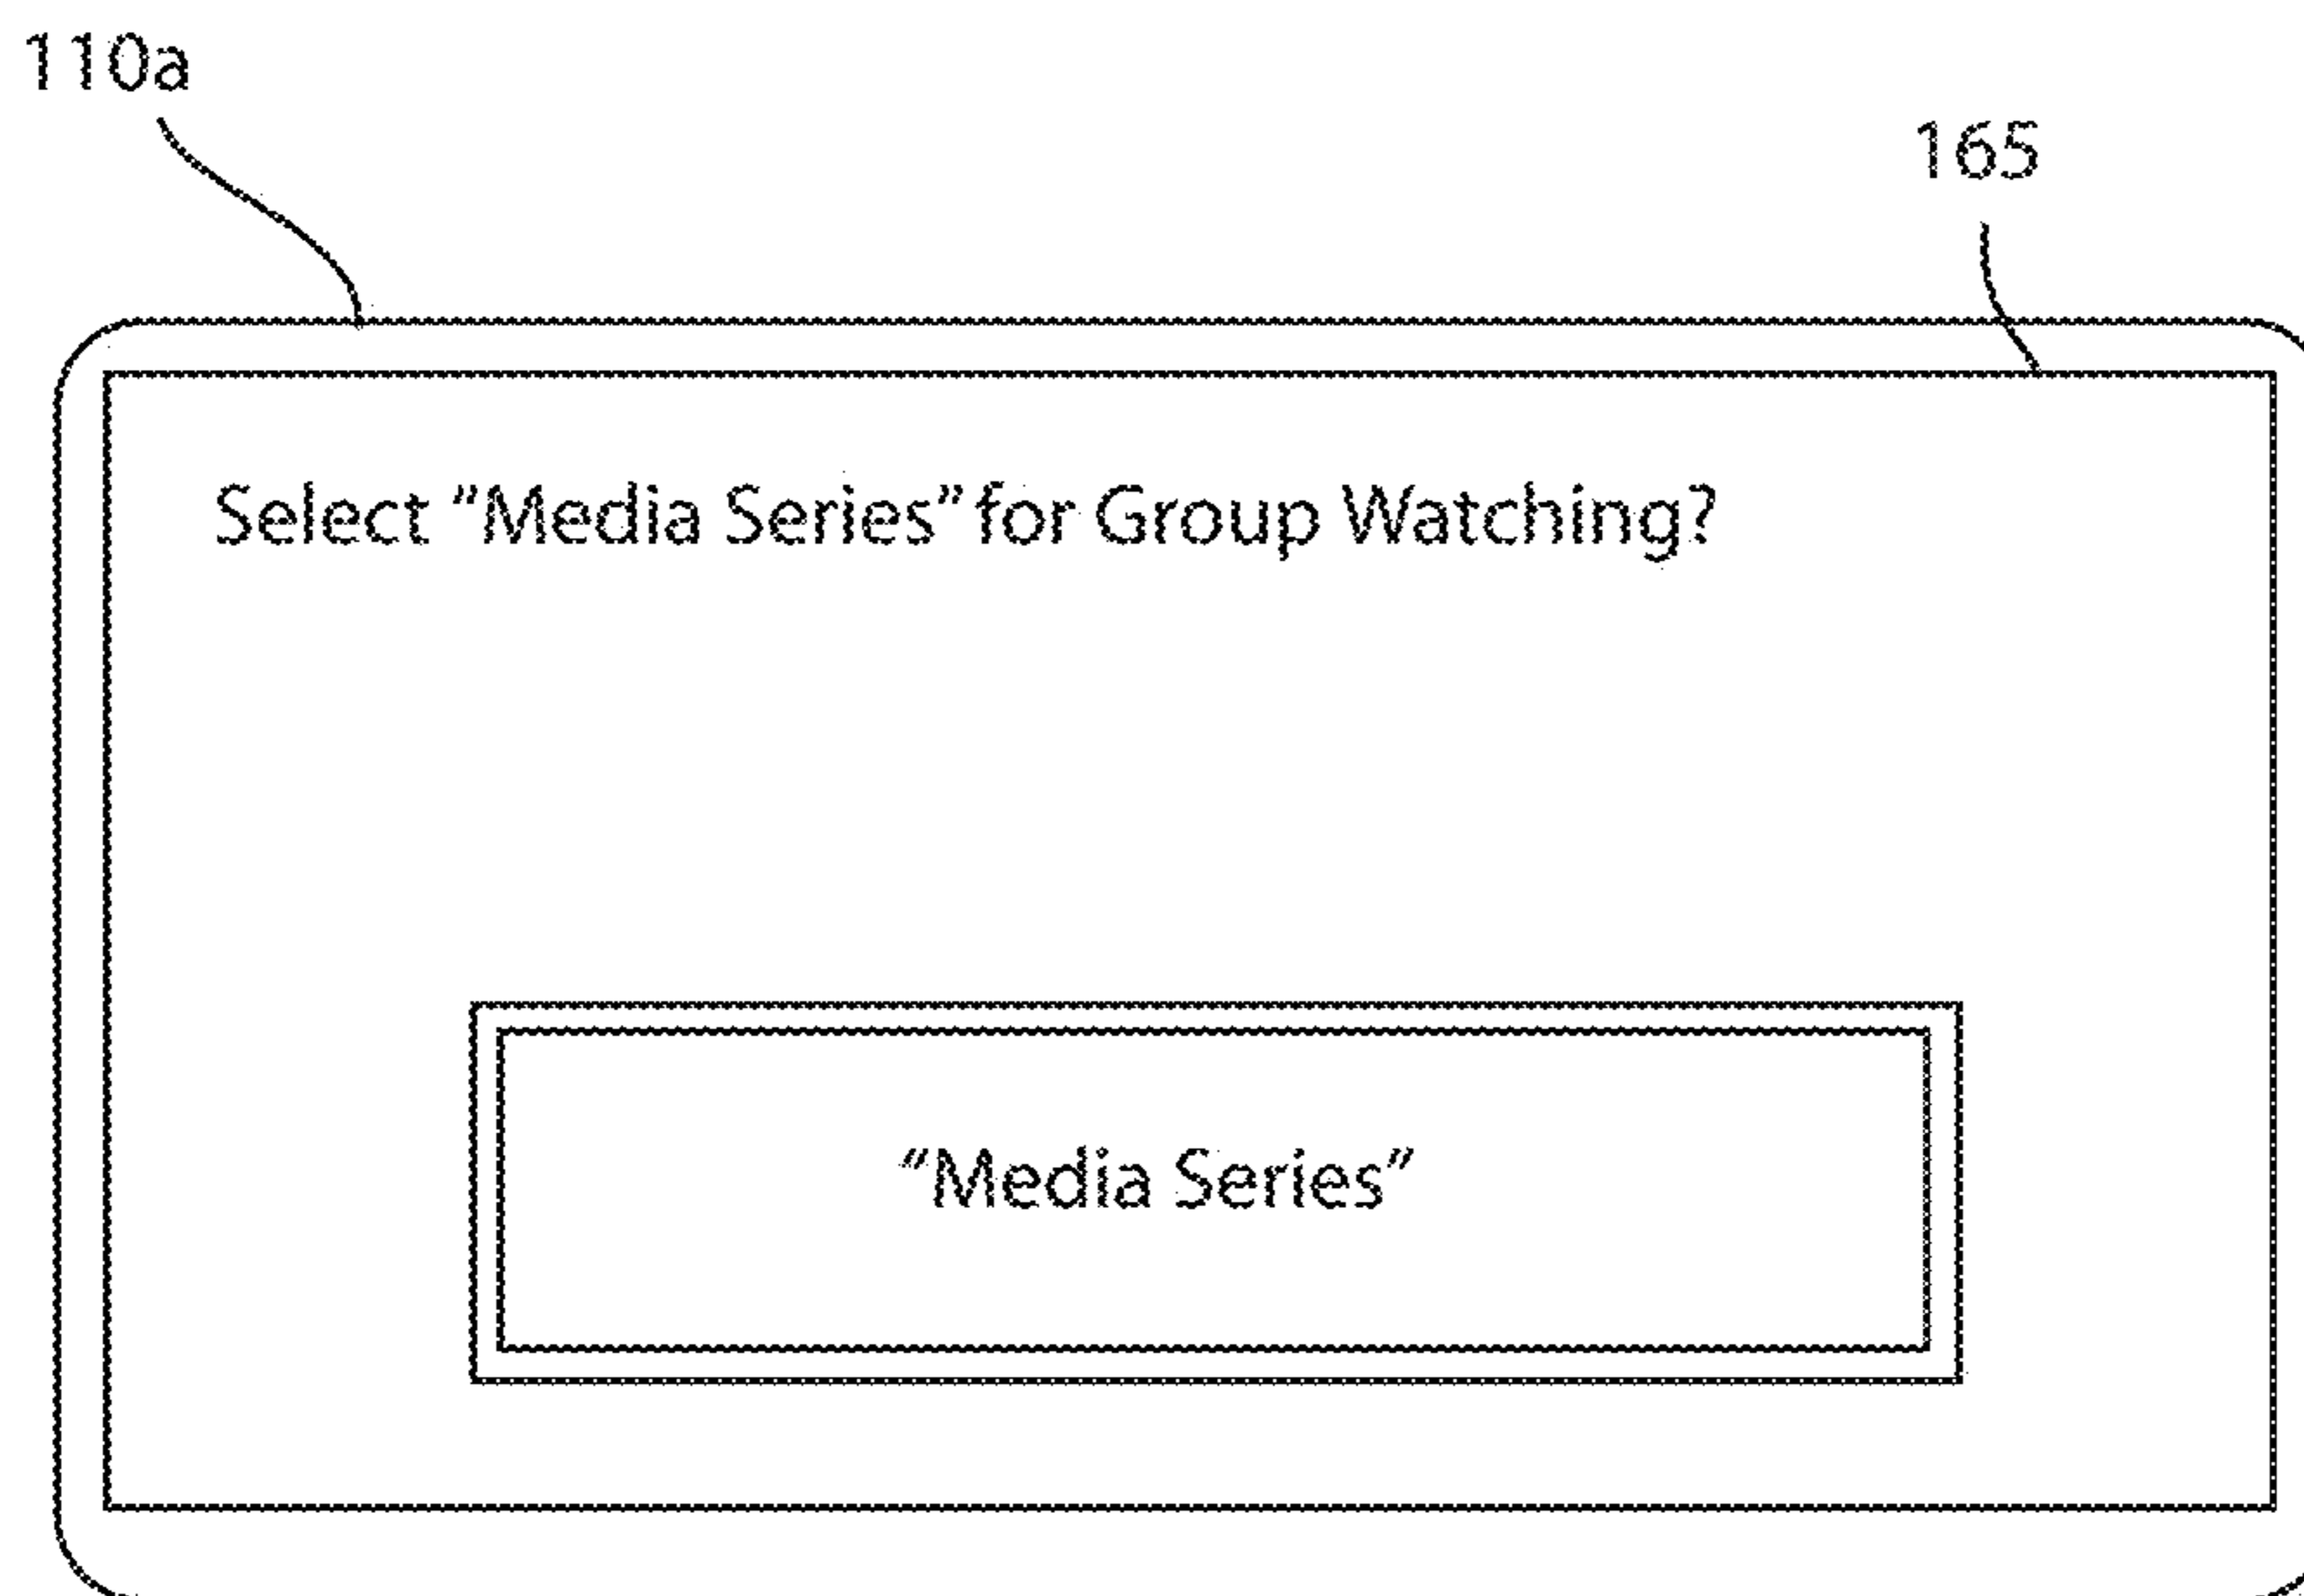 110a
165
Select “Media Series” for Group Watching?
“Media Series”